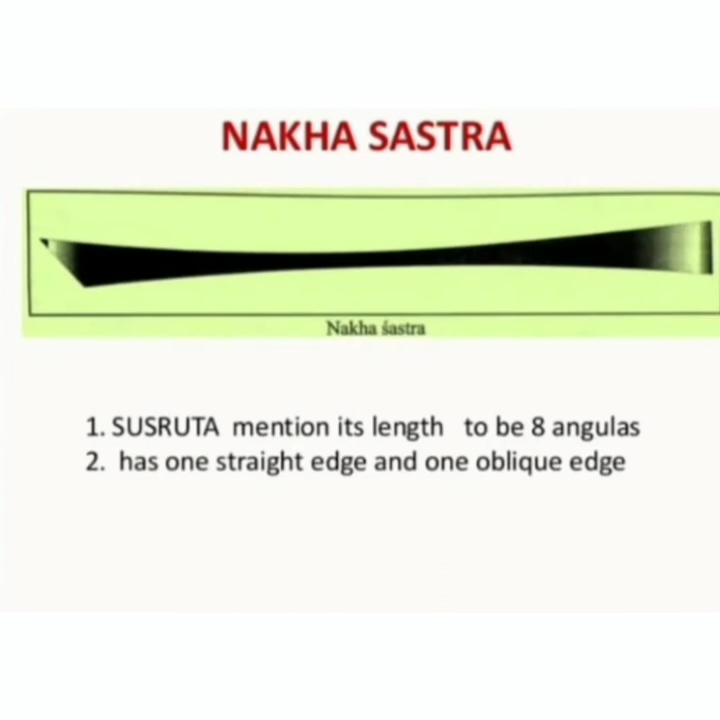 NAKHA SASTRA
Nakha śastra
1. SUSRUTA mention its length to be 8 angulas
2. has one straight edge and one oblique edge